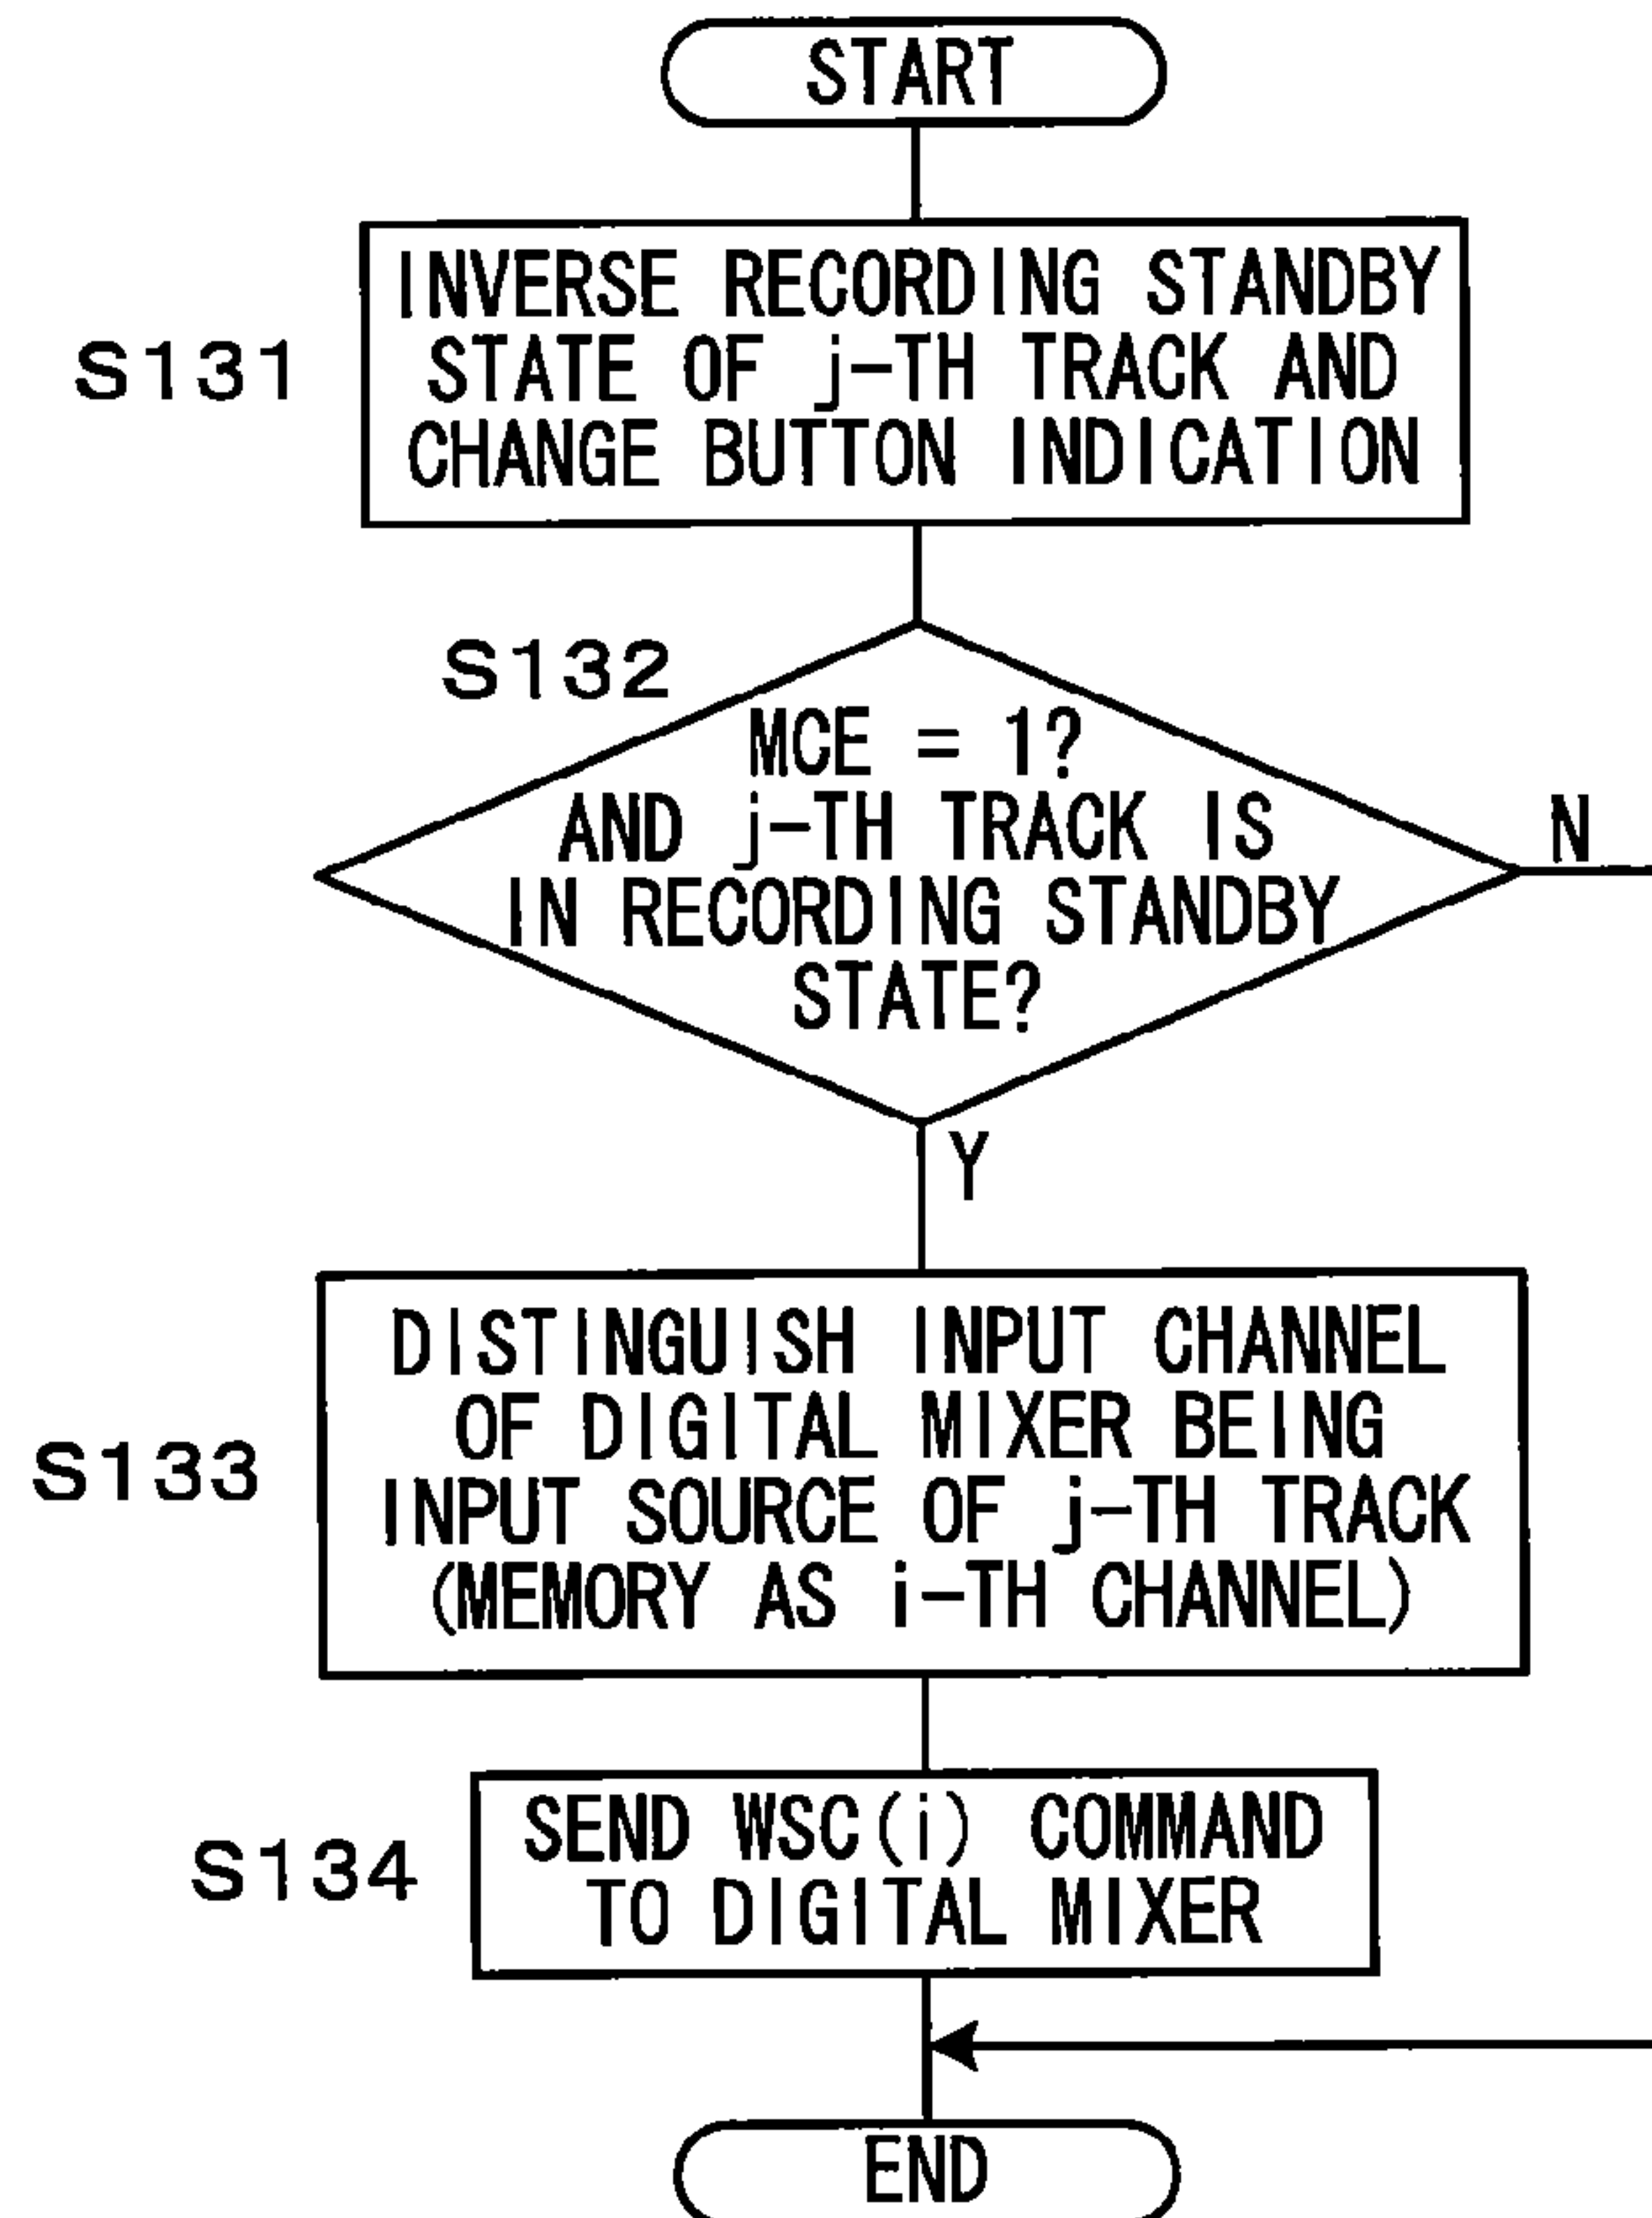 START
S131
INVERSE RECORDING STANDBY
STATE OF j-TH TRACK AND
CHANGE BUTTON INDICATION
S132
MCE = 1?
AND j-TH TRACK IS
IN RECORDING STANDBY
STATE?
N
Y
S133
DISTINGUISH INPUT CHANNEL
OF DIGITAL MIXER BEING
INPUT SOURCE OF j-TH TRACK
(MEMORY AS i-TH CHANNEL)
S134
SEND WSC(i) COMMAND
TO DIGITAL MIXER
END